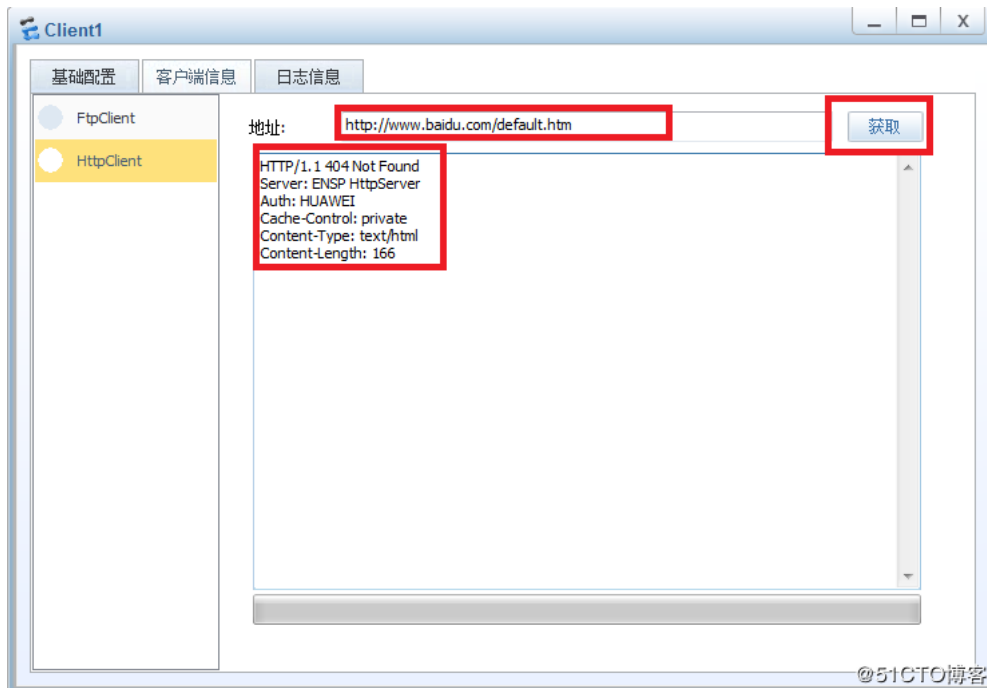 Client1
基础配置 客户端信息 日志信息
FtpClient
HttpClient
地址: http://www.baidu.com/default.htm 获取
HTTP/1.1 404 Not Found
Server: ENSP HttpServer
Auth: HUAWEI
Cache-Control: private
Content-Type: text/html
Content-Length: 166
@51CTO博客